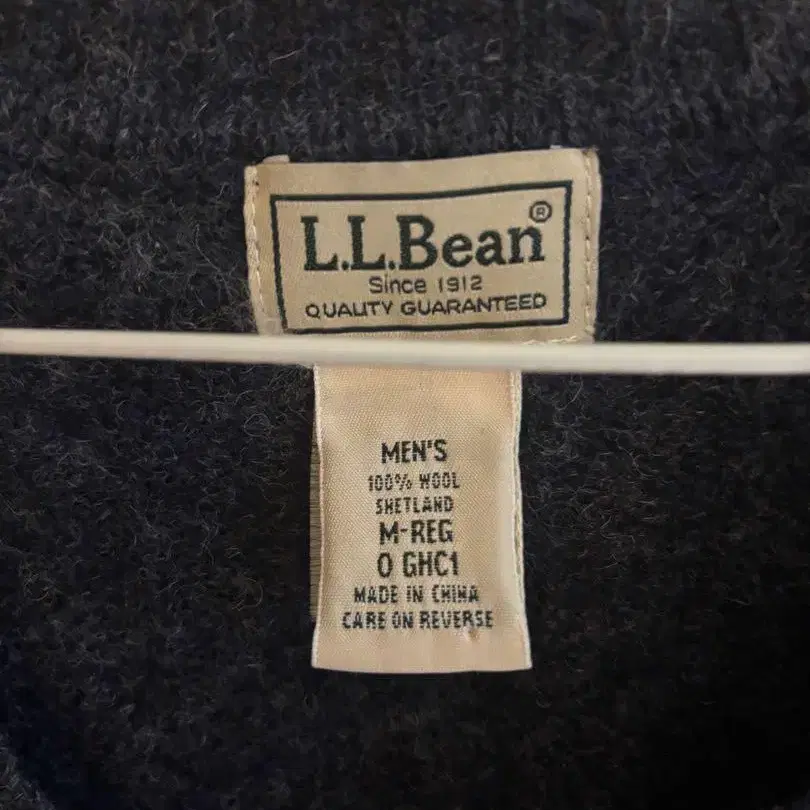 L.L.Bean®
Since 1912
QUALITY GUARANTEED
MEN'S
100% WOOL
SHETLAND
M-REG
0 GHC1
MADE IN CHINA
CARE ON REVERSE